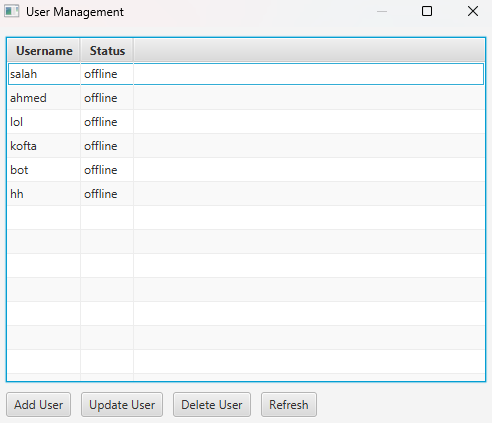 User Management
Username Status
salah offline
ahmed offline
lol offline
kofta offline
bot offline
hh offline
Add User Update User Delete User Refresh